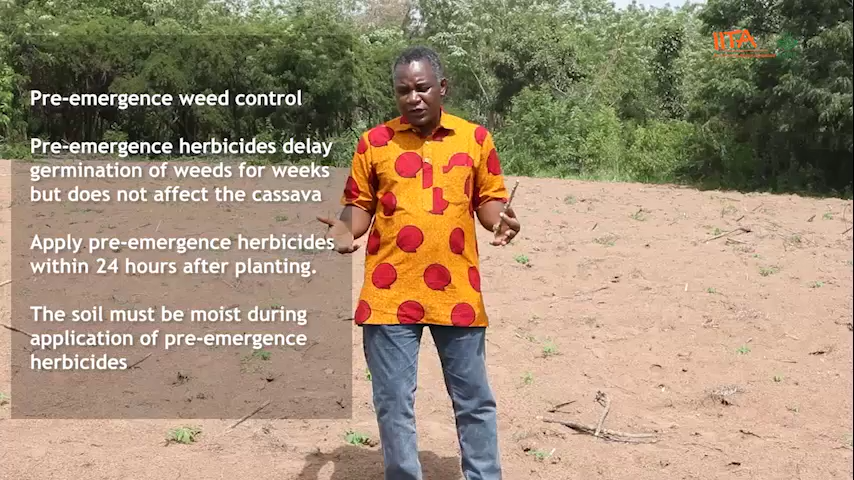 IITA
Pre-emergence weed control
Pre-emergence herbicides delay
germination of weeds for weeks
but does not affect the cassava
Apply pre-emergence herbicides
within 24 hours after planting.
The soil must be moist during
application of pre-emergence
herbicides